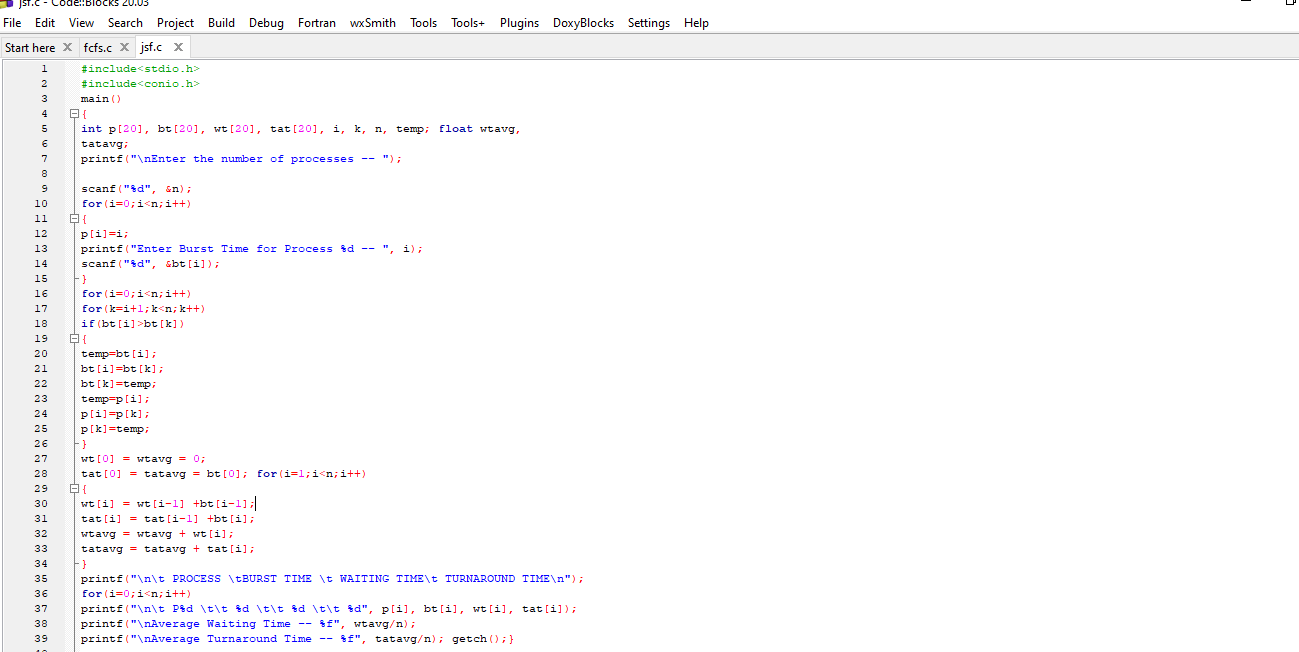 jsf.c - Code::Blocks 20.03
File Edit View Search Project Build Debug Fortran wxSmith Tools Tools+ Plugins DoxyBlocks Settings Help
Start here fcfs.c jsf.c
1 #include<stdio.h>
2 #include<conio.h>
3 main()
4 {
5 int p[20], bt[20], wt[20], tat[20], i, k, n, temp; float wtavg,
6 tatavg;
7 printf("\nEnter the number of processes -- ");
8
9 scanf("%d", &n);
10 for(i=0;i<n;i++)
11 {
12 p[i]=i;
13 printf("Enter Burst Time for Process %d -- ", i);
14 scanf("%d", &bt[i]);
15 }
16 for(i=0;i<n;i++)
17 for(k=i+1;k<n;k++)
18 if(bt[i]>bt[k])
19 {
20 temp=bt[i];
21 bt[i]=bt[k];
22 bt[k]=temp;
23 temp=p[i];
24 p[i]=p[k];
25 p[k]=temp;
26 }
27 wt[0] = wtavg = 0;
28 tat[0] = tatavg = bt[0]; for(i=1;i<n;i++)
29 {
30 wt[i] = wt[i-1] +bt[i-1];
31 tat[i] = tat[i-1] +bt[i];
32 wtavg = wtavg + wt[i];
33 tatavg = tatavg + tat[i];
34 }
35 printf("\n\t PROCESS \tBURST TIME \t WAITING TIME\t TURNAROUND TIME\n");
36 for(i=0;i<n;i++)
37 printf("\n\t P%d \t\t %d \t\t %d \t\t %d", p[i], bt[i], wt[i], tat[i]);
38 printf("\nAverage Waiting Time -- %f", wtavg/n);
39 printf("\nAverage Turnaround Time -- %f", tatavg/n); getch();}